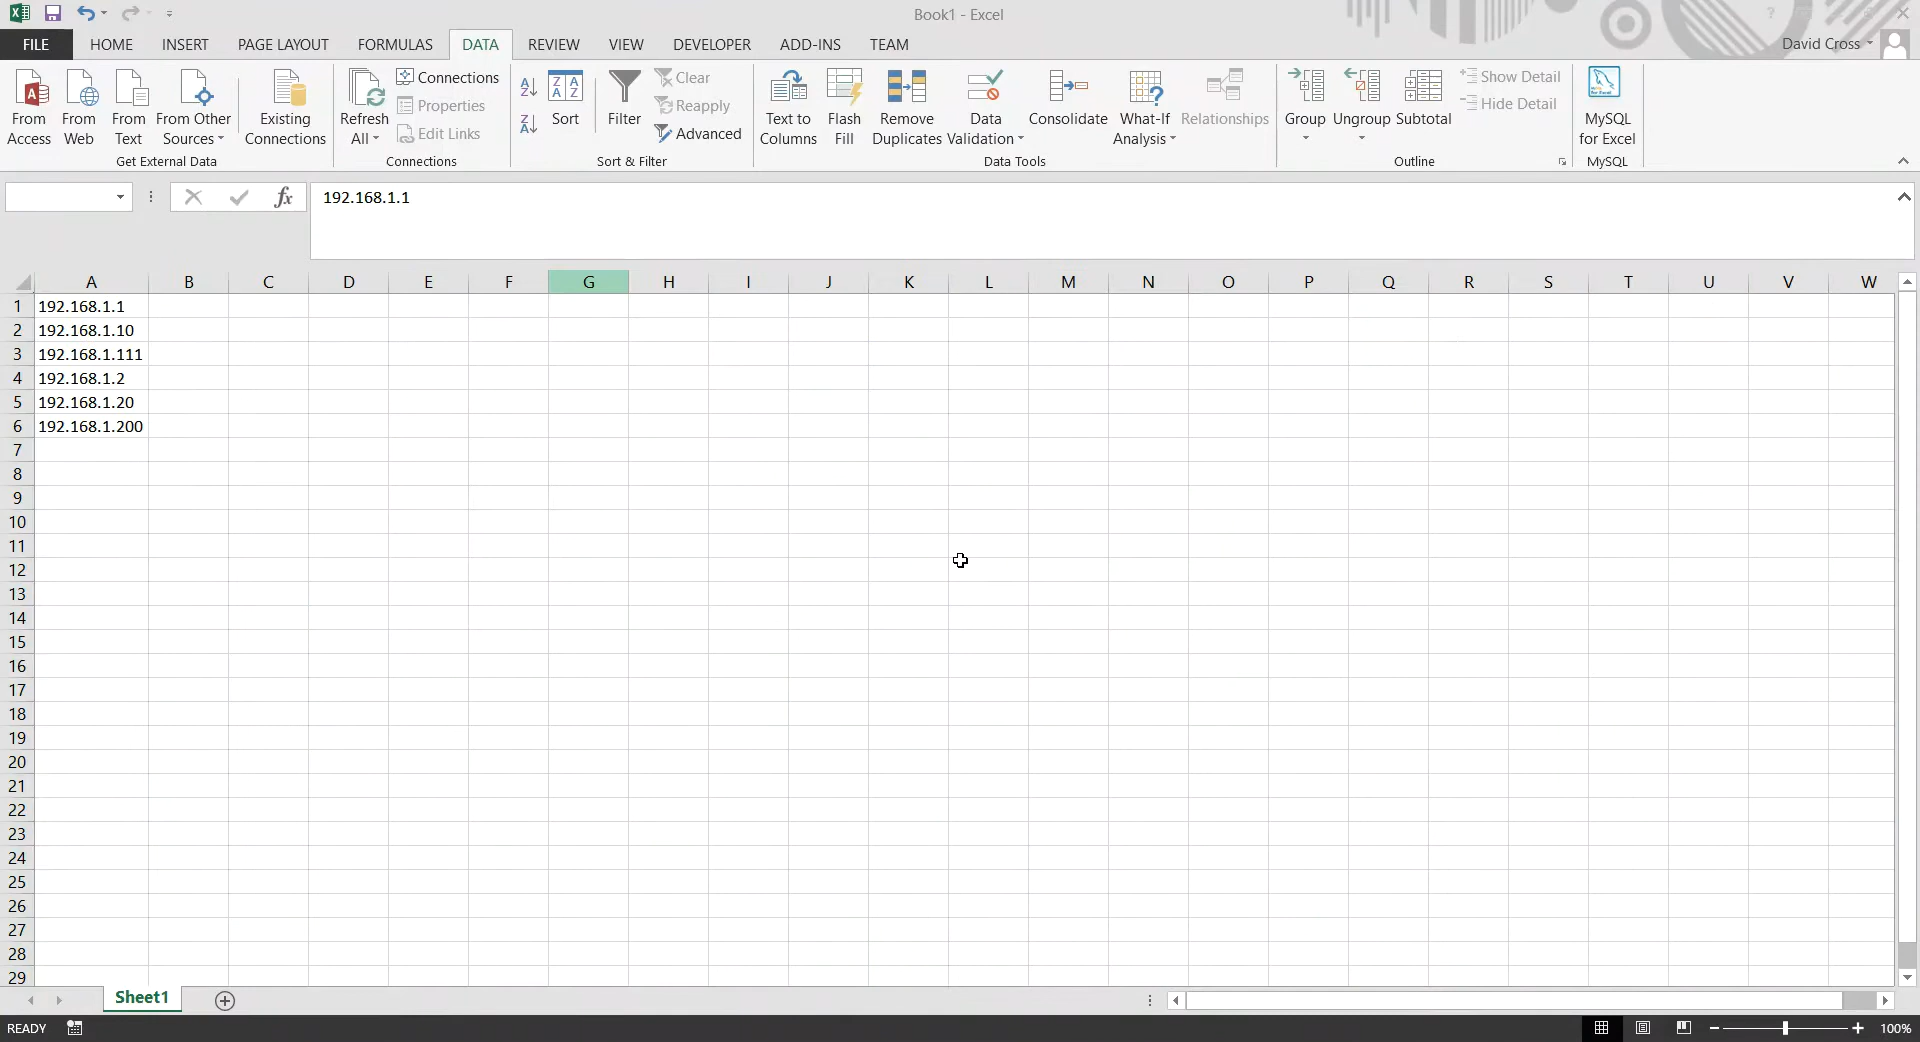 Book1 - Excel
?
FILE HOME INSERT PAGE LAYOUT FORMULAS DATA REVIEW VIEW DEVELOPER ADD-INS TEAM
David Cross
From Access
From Web
From Text
From Other Sources
Existing Connections
Get External Data
Refresh All
Connections
Properties
Edit Links
Connections
Sort
Filter
Clear
Reapply
Advanced
Sort & Filter
Text to Columns
Flash Fill
Remove Duplicates
Data Validation
Consolidate
What-If Analysis
Relationships
Data Tools
Group
Ungroup
Subtotal
Show Detail
Hide Detail
Outline
MySQL for Excel
MySQL
fx 192.168.1.1
A B C D E F G H I J K L M N O P Q R S T U V W
1 192.168.1.1
2 192.168.1.10
3 192.168.1.111
4 192.168.1.2
5 192.168.1.20
6 192.168.1.200
7
8
9
10
11
12
13
14
15
16
17
18
19
20
21
22
23
24
25
26
27
28
29
Sheet1
READY
100%